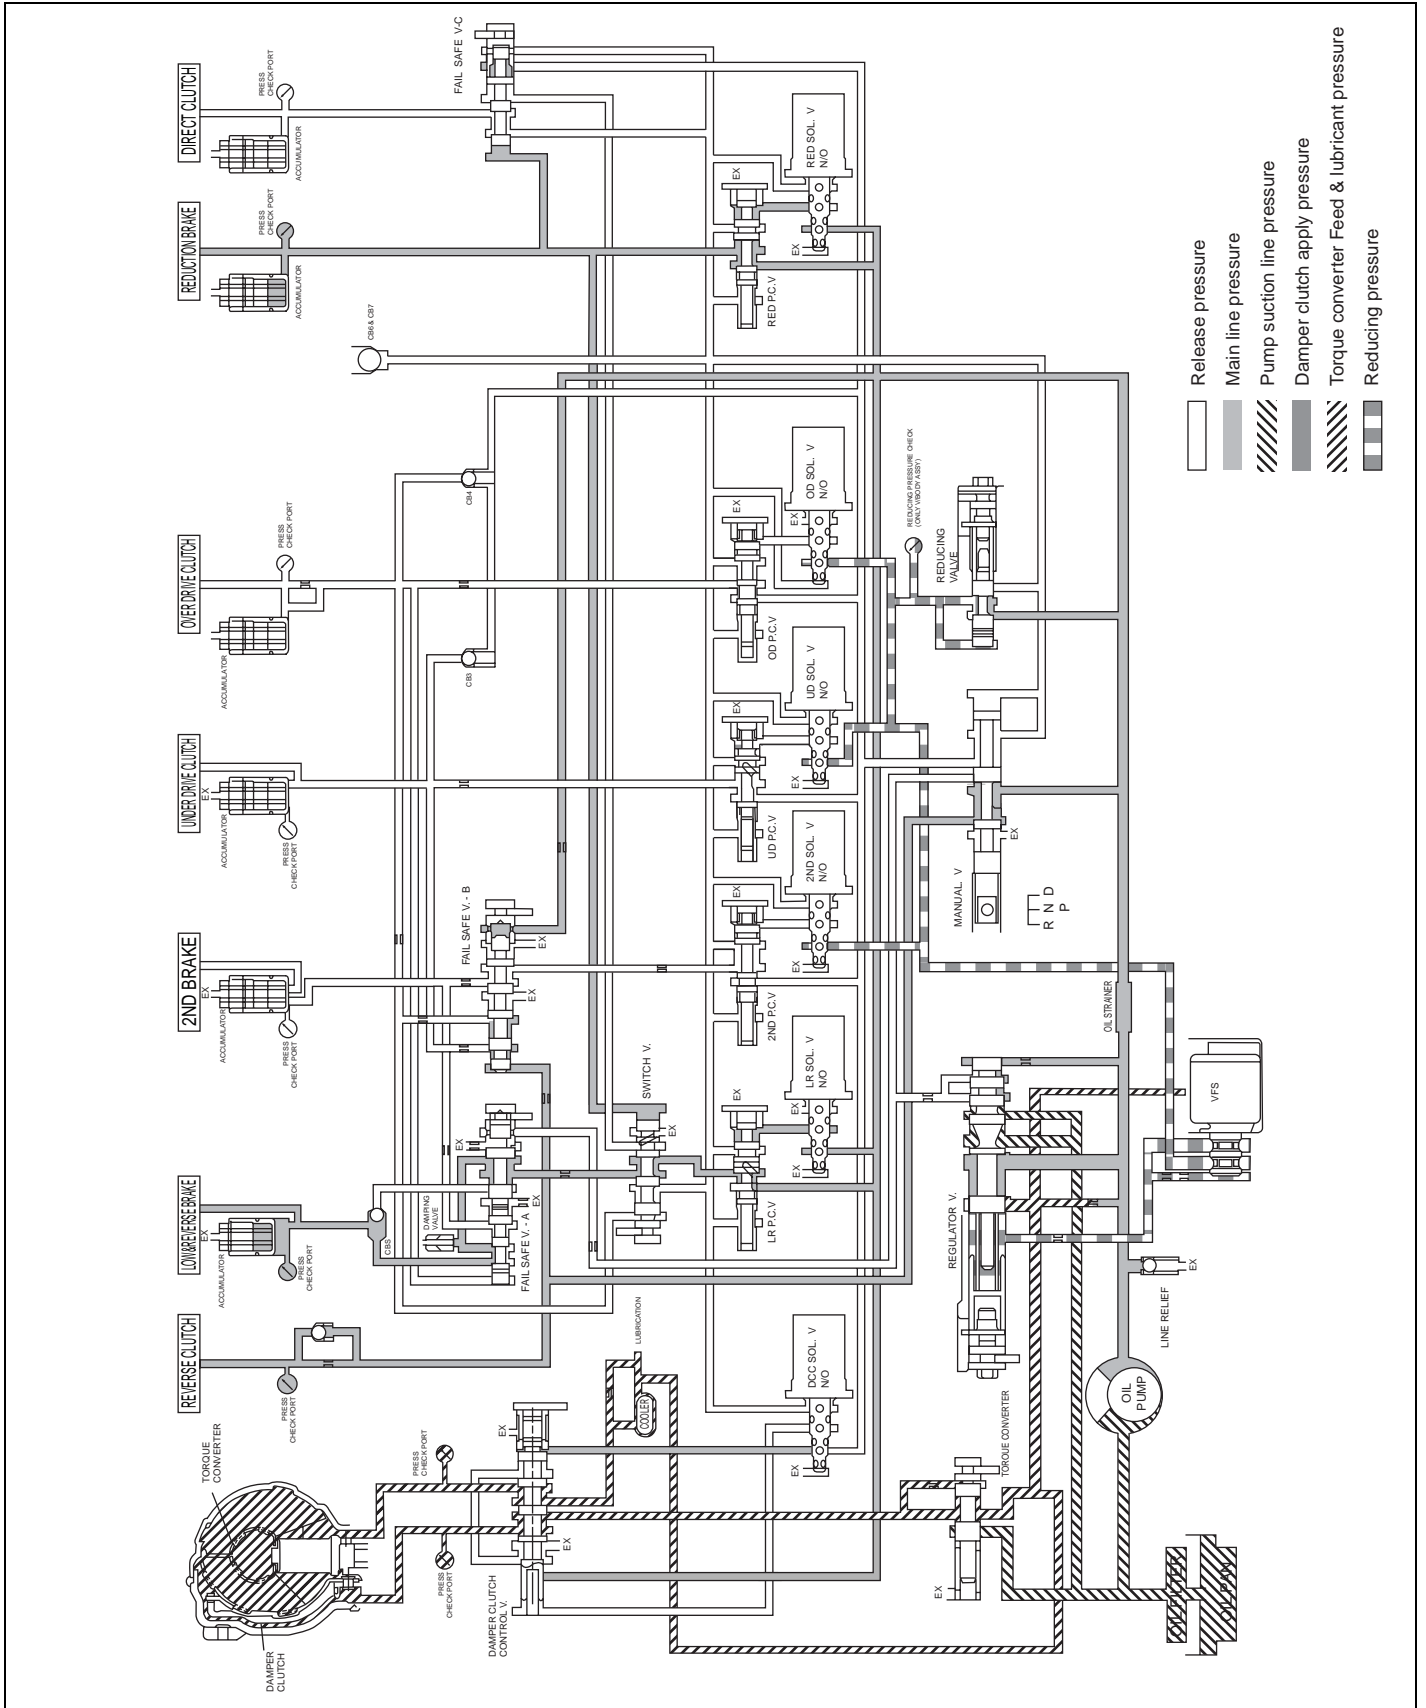 DIRECT CLUTCH
PRESS
CHECK PORT
ACCUMULATOR
FAIL SAFE V-C
REDUCTION BRAKE
PRESS
CHECK PORT
ACCUMULATOR
CB6 & CB7
EX
RED P.C.V
RED SOL. V
N/O
EX
OVER DRIVE CLUTCH
PRESS
CHECK PORT
ACCUMULATOR
CB4
CB3
EX
OD P.C.V
OD SOL. V
N/O
EX
REDUCING PRESSURE CHECK
(ONLY V/BODY ASSY)
REDUCING
VALVE
UNDER DRIVE CLUTCH
EX
ACCUMULATOR
PRESS
CHECK PORT
EX
UD P.C.V
UD SOL. V
N/O
EX
MANUAL V
EX
R N D
P
2ND BRAKE
EX
ACCUMULATOR
PRESS
CHECK PORT
FAIL SAFE V. - B
EX
EX
EX
2ND P.C.V
2ND SOL. V
N/O
EX
OIL STRAINER
SWITCH V.
EX
LOW&REVERSE BRAKE
EX
ACCUMULATOR
PRESS
CHECK PORT
CBS
DAMPING
VALVE
EX
EX
FAIL SAFE V. - A
EX
LR P.C.V
LR SOL. V
N/O
EX
EX
REGULATOR V.
VFS
LINE RELIEF
EX
REVERSE CLUTCH
PRESS
CHECK PORT
LUBRICATION
COOLER
DCC SOL. V
N/O
EX
OIL
PUMP
TORQUE CONVERTER
EX
TORQUE
CONVERTER
DAMPER
CLUTCH
PRESS
CHECK PORT
PRESS
CHECK PORT
EX
EX
DAMPER CLUTCH
CONTROL V.
OIL FILTER
OIL PAN
Release pressure
Main line pressure
Pump suction line pressure
Damper clutch apply pressure
Torque converter Feed & lubricant pressure
Reducing pressure